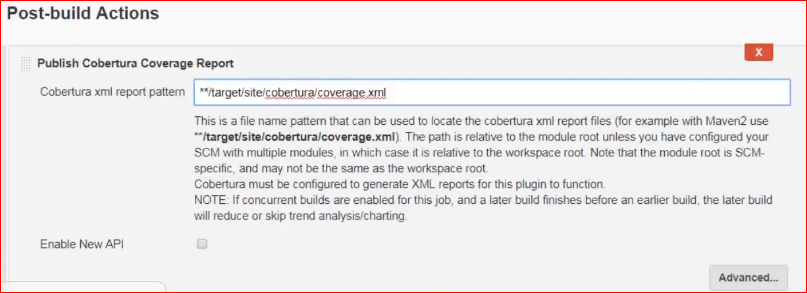 Post-build Actions
X
Publish Cobertura Coverage Report
Cobertura xml report pattern **/target/site/cobertura/coverage.xml
This is a file name pattern that can be used to locate the cobertura xml report files (for example with Maven2 use
**/target/site/cobertura/coverage.xml). The path is relative to the module root unless you have configured your
SCM with multiple modules, in which case it is relative to the workspace root. Note that the module root is SCM-
specific, and may not be the same as the workspace root.
Cobertura must be configured to generate XML reports for this plugin to function.
NOTE: If concurrent builds are enabled for this job, and a later build finishes before an earlier build, the later build
will reduce or skip trend analysis/charting.
Enable New API
Advanced...